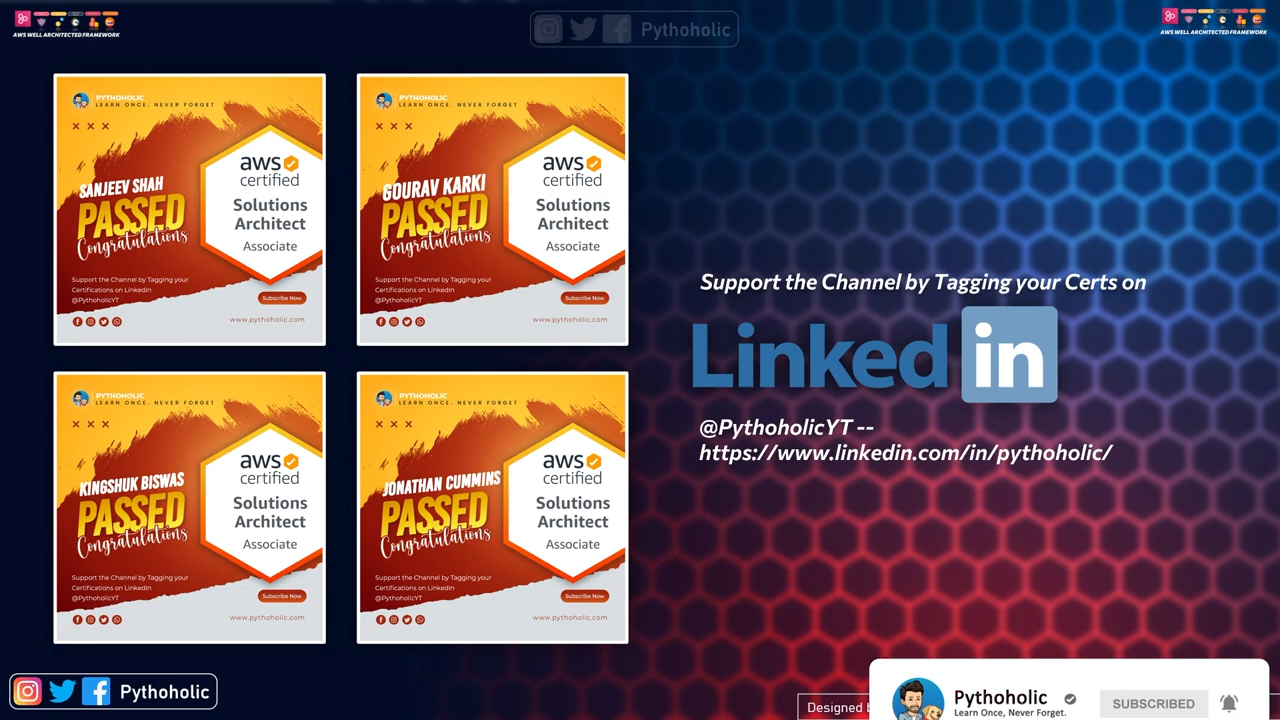 AWS WELL ARCHITECTED FRAMEWORK
Pythoholic
AWS WELL ARCHITECTED FRAMEWORK
PYTHOHOLIC
LEARN ONCE. NEVER FORGET
SANJEEV SHAH
PASSED
Congratulations
aws
certified
Solutions
Architect
Associate
Support the Channel by Tagging your
Certifications on LinkedIn
@PythoholicYT
Subscribe Now
www.pythoholic.com
PYTHOHOLIC
LEARN ONCE. NEVER FORGET
GOURAV KARKI
PASSED
Congratulations
aws
certified
Solutions
Architect
Associate
Support the Channel by Tagging your
Certifications on LinkedIn
@PythoholicYT
Subscribe Now
www.pythoholic.com
PYTHOHOLIC
LEARN ONCE. NEVER FORGET
KINGSHUK BISWAS
PASSED
Congratulations
aws
certified
Solutions
Architect
Associate
Support the Channel by Tagging your
Certifications on LinkedIn
@PythoholicYT
Subscribe Now
www.pythoholic.com
PYTHOHOLIC
LEARN ONCE. NEVER FORGET
JONATHAN CUMMINS
PASSED
Congratulations
aws
certified
Solutions
Architect
Associate
Support the Channel by Tagging your
Certifications on LinkedIn
@PythoholicYT
Subscribe Now
www.pythoholic.com
Support the Channel by Tagging your Certs on
Linked in
@PythoholicYT --
https://www.linkedin.com/in/pythoholic/
Pythoholic
Designed
Pythoholic
Learn Once, Never Forget.
SUBSCRIBED